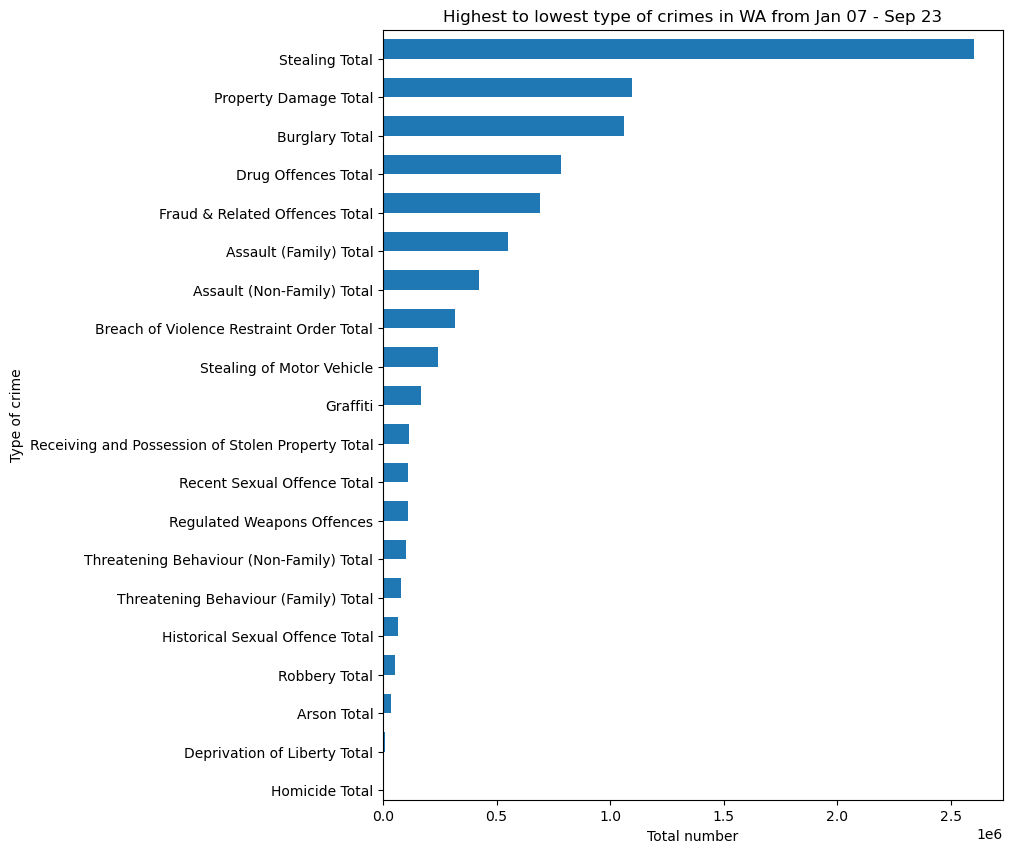 Highest to lowest type of crimes in WA from Jan 07 - Sep 23
Type of crime
Stealing Total
Property Damage Total
Burglary Total
Drug Offences Total
Fraud & Related Offences Total
Assault (Family) Total
Assault (Non-Family) Total
Breach of Violence Restraint Order Total
Stealing of Motor Vehicle
Graffiti
Receiving and Possession of Stolen Property Total
Recent Sexual Offence Total
Regulated Weapons Offences
Threatening Behaviour (Non-Family) Total
Threatening Behaviour (Family) Total
Historical Sexual Offence Total
Robbery Total
Arson Total
Deprivation of Liberty Total
Homicide Total
0.0 0.5 1.0 1.5 2.0 2.5
1e6
Total number